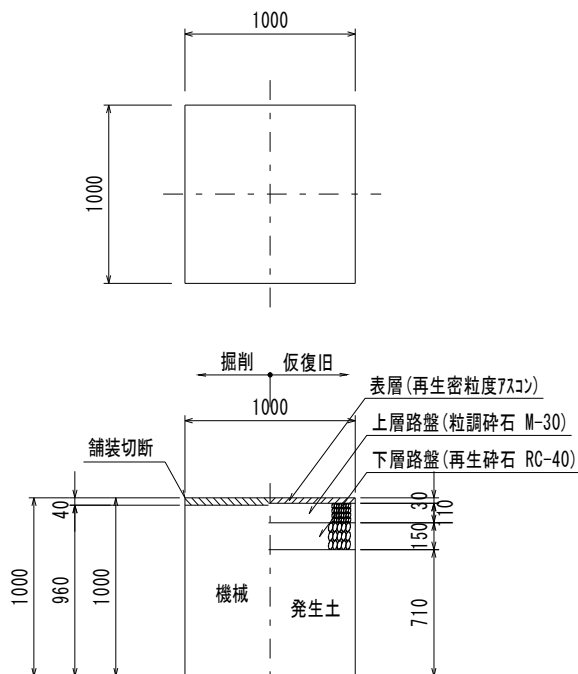 1000
1000
掘削
仮復旧
表層(再生密粒度アスコン)
1000
上層路盤(粒調砕石 M-30)
舗装切断
下層路盤(再生砕石 RC-40)
40
30
110
150
1000
960
1000
機械
発生土
710